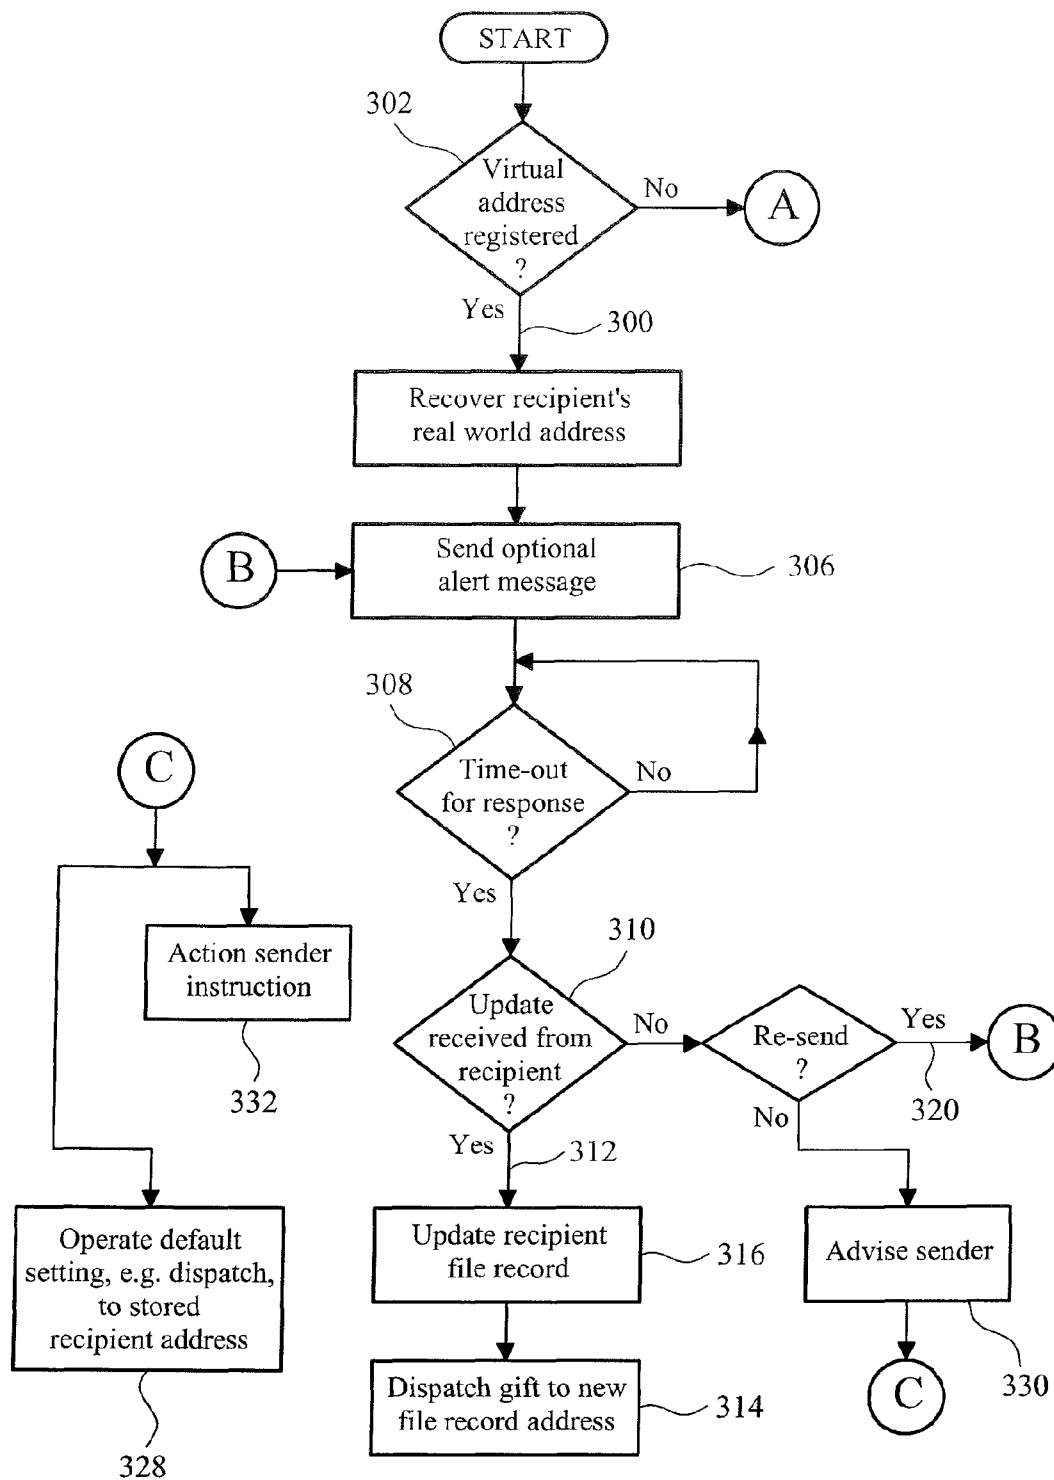 START
302
Virtual
address
registered
?
No
A
Yes
300
Recover recipient's
real world address
B
Send optional
alert message
306
308
Time-out
for response
?
No
Yes
C
Action sender
instruction
332
310
Update
received from
recipient
?
No
Re-send
?
Yes
B
320
No
Yes
312
Operate default
setting, e.g. dispatch,
to stored
recipient address
328
Update recipient
file record
316
Advise sender
330
C
Dispatch gift to new
file record address
314